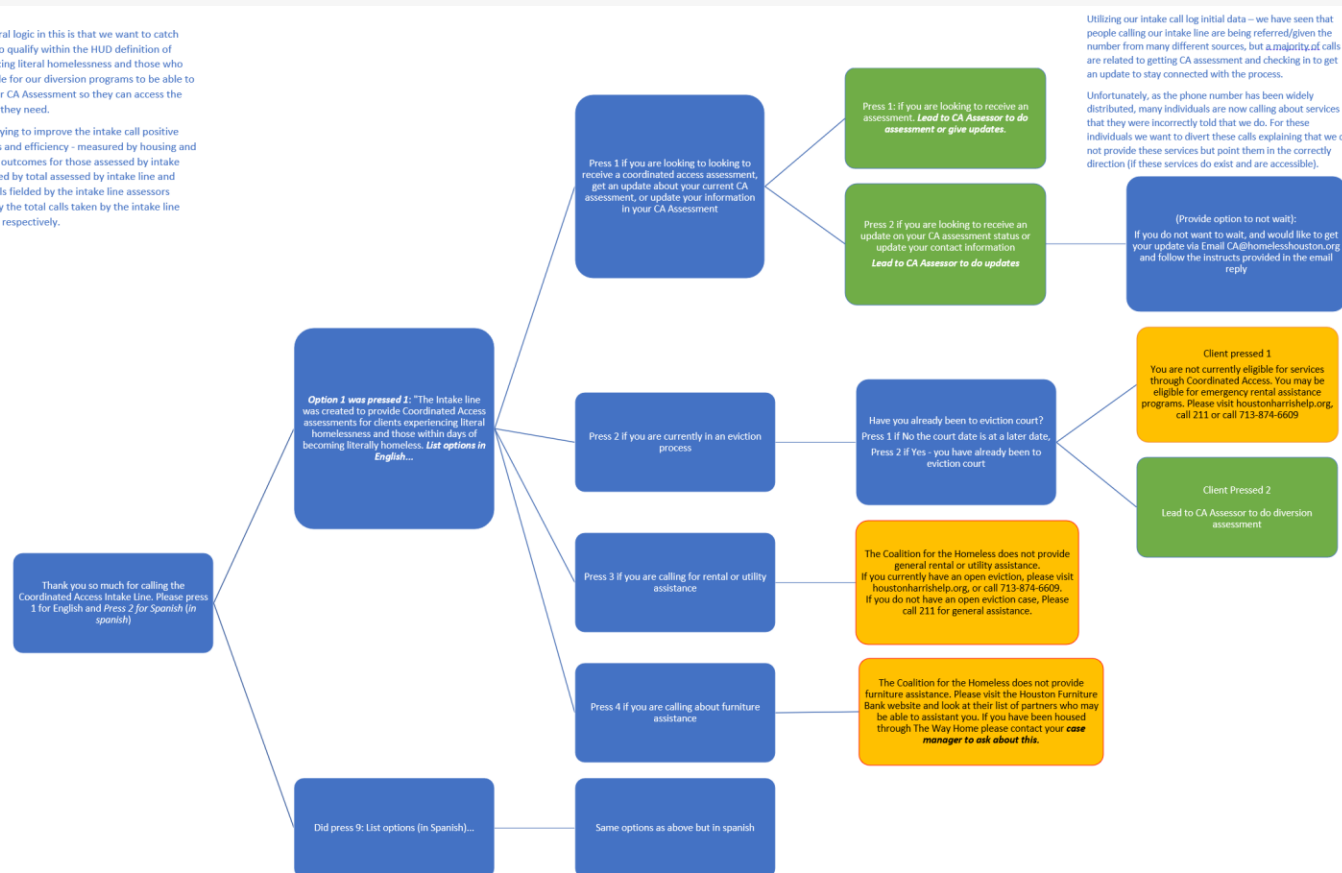 ral logic in this is that we want to catch
o qualify within the HUD definition of
cing literal homelessness and those who
le for our diversion programs to be able to
r CA Assessment so they can access the
they need.
ying to improve the intake call positive
s and efficiency - measured by housing and
outcomes for those assessed by intake
ed by total assessed by intake line and
ls fielded by the intake line assessors
y the total calls taken by the intake line
respectively.
Utilizing our intake call log initial data – we have seen that
people calling our intake line are being referred/given the
number from many different sources, but a majority of calls
are related to getting CA assessment and checking in to get
an update to stay connected with the process.
Unfortunately, as the phone number has been widely
distributed, many individuals are now calling about services
that they were incorrectly told that we do. For these
individuals we want to divert these calls explaining that we d
not provide these services but point them in the correctly
direction (if these services do exist and are accessible).
Thank you so much for calling the
Coordinated Access Intake Line. Please press
1 for English and Press 2 for Spanish (in
spanish)
Option 1 was pressed 1: "The Intake line
was created to provide Coordinated Access
assessments for clients experiencing literal
homelessness and those within days of
becoming literally homeless. List options in
English...
Press 1 if you are looking to looking to
receive a coordinated access assessment,
get an update about your current CA
assessment, or update your information
in your CA Assessment
Press 1: if you are looking to receive an
assessment. Lead to CA Assessor to do
assessment or give updates.
Press 2 if you are looking to receive an
update on your CA assessment status or
update your contact information
Lead to CA Assessor to do updates
(Provide option to not wait):
If you do not want to wait, and would like to get
your update via Email CA@homelesshouston.org
and follow the instructs provided in the email
reply
Press 2 if you are currently in an eviction
process
Have you already been to eviction court?
Press 1 if No the court date is at a later date,
Press 2 if Yes - you have already been to
eviction court
Client pressed 1
You are not currently eligible for services
through Coordinated Access. You may be
eligible for emergency rental assistance
programs. Please visit houstonharrishelp.org,
call 211 or call 713-874-6609
Client Pressed 2
Lead to CA Assessor to do diversion
assessment
Press 3 if you are calling for rental or utility
assistance
The Coalition for the Homeless does not provide
general rental or utility assistance.
If you currently have an open eviction, please visit
houstonharrishelp.org, or call 713-874-6609.
If you do not have an open eviction case, Please
call 211 for general assistance.
Press 4 if you are calling about furniture
assistance
The Coalition for the Homeless does not provide
furniture assistance. Please visit the Houston Furniture
Bank website and look at their list of partners who may
be able to assistant you. If you have been housed
through The Way Home please contact your case
manager to ask about this.
Did press 9: List options (in Spanish)...
Same options as above but in spanish